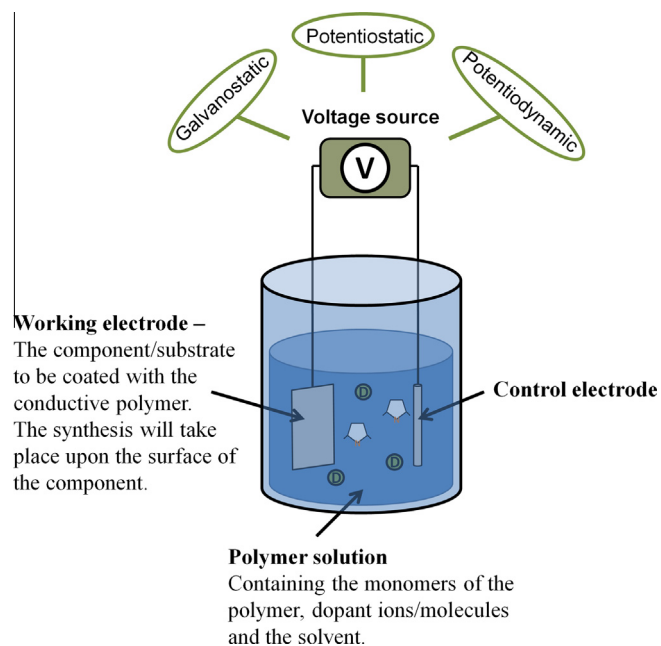 Potentiostatic
Galvanostatic
Potentiodynamic
Voltage source
V
Working electrode –
The component/substrate
to be coated with the
conductive polymer.
The synthesis will take
place upon the surface of
the component.
Control electrode
D
D
D
Polymer solution
Containing the monomers of the
polymer, dopant ions/molecules
and the solvent.